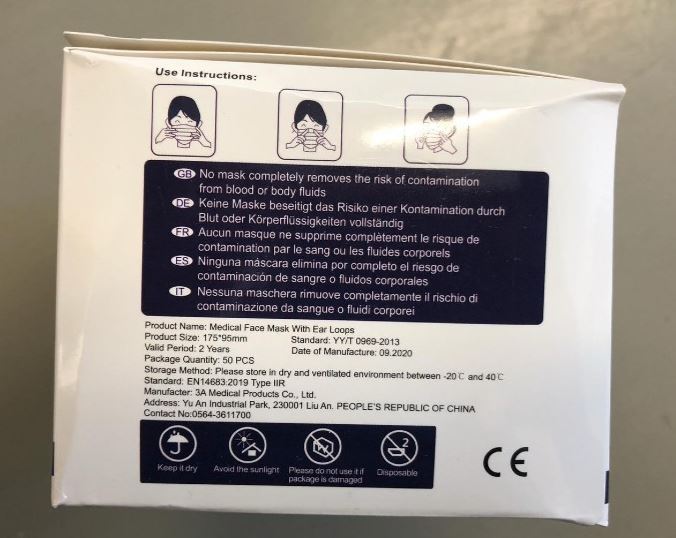 Use Instructions:
GB No mask completely removes the risk of contamination
from blood or body fluids
DE Keine Maske beseitigt das Risiko einer Kontamination durch
Blut oder Körperflüssigkeiten vollständig
FR Aucun masque ne supprime complètement le risque de
contamination par le sang ou les fluides corporels
ES Ninguna máscara elimina por completo el riesgo de
contaminación de sangre o fluidos corporales
IT Nessuna maschera rimuove completamente il rischio di
contaminazione da sangue o fluidi corporei
Product Name: Medical Face Mask With Ear Loops
Product Size: 175*95mm Standard: YY/T 0969-2013
Valid Period: 2 Years Date of Manufacture: 09.2020
Package Quantity: 50 PCS
Storage Method: Please store in dry and ventilated environment between -20℃ and 40℃
Standard: EN14683:2019 Type IIR
Manufacter: 3A Medical Products Co., Ltd.
Address: Yu An Industrial Park, 230001 Liu An. PEOPLE'S REPUBLIC OF CHINA
Contact No:0564-3611700
2
Keep it dry Avoid the sunlight Please do not use it if Disposable
package is damaged
CE